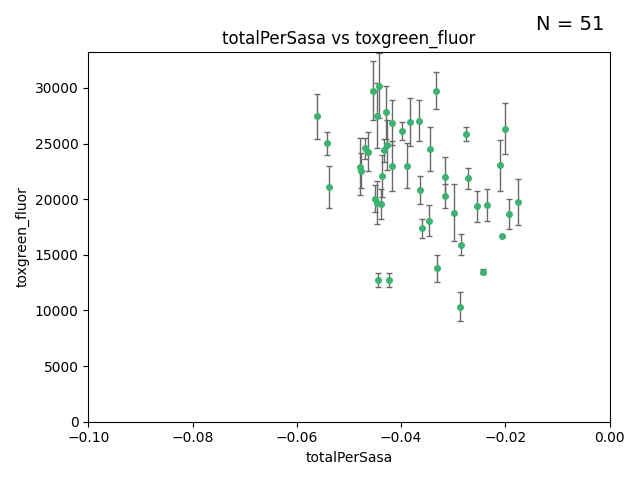 N = 51
totalPerSasa vs toxgreen_fluor
toxgreen_fluor
30000
25000
20000
15000
10000
5000
0
−0.10 −0.08 −0.06 −0.04 −0.02 0.00
totalPerSasa